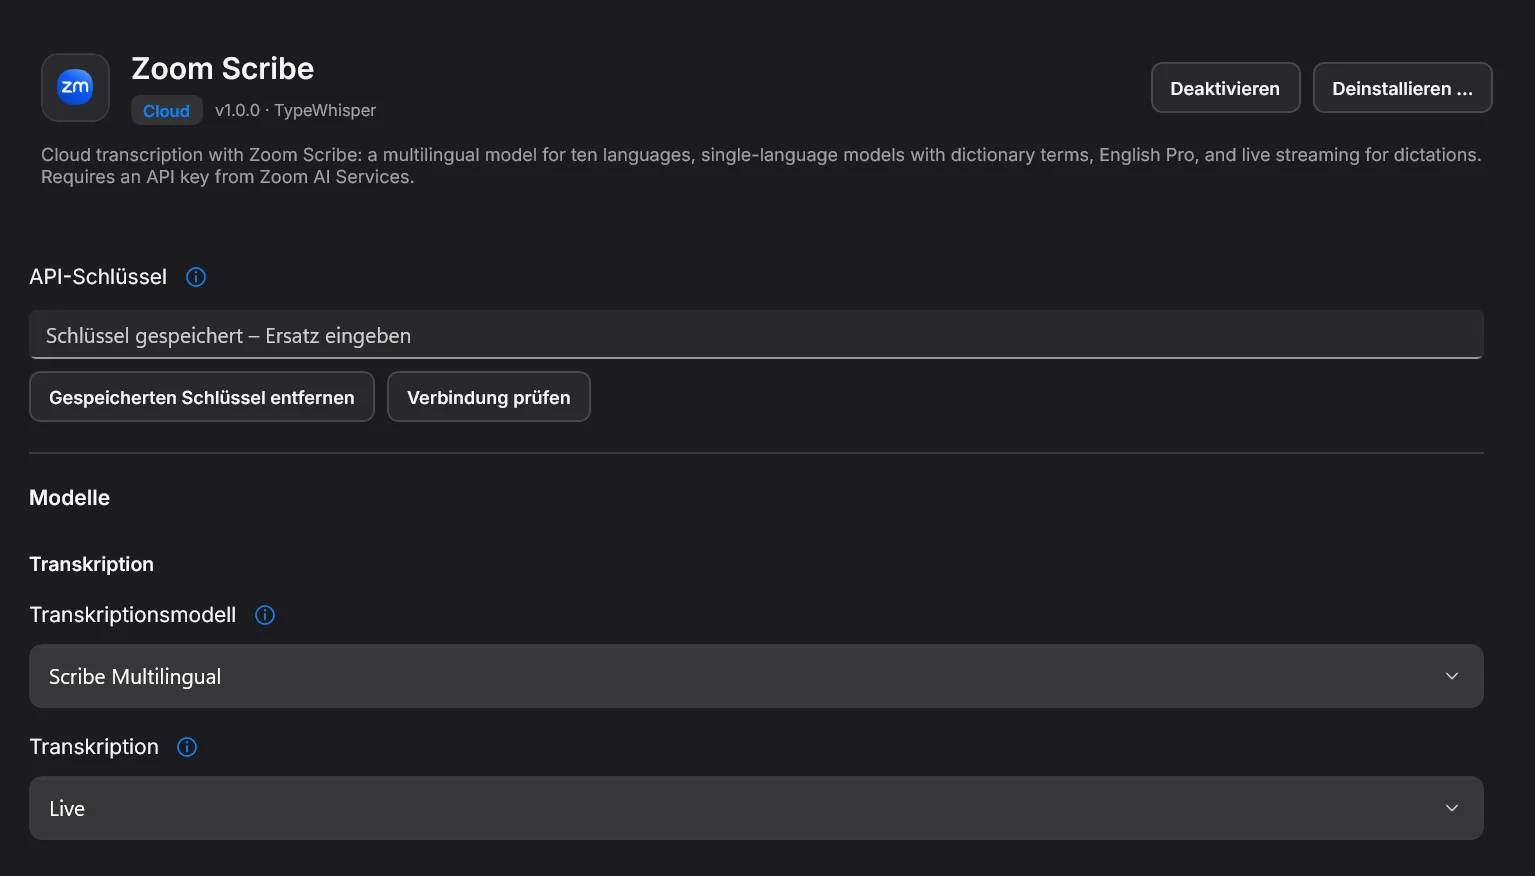 zm
Zoom Scribe
Cloud v1.0.0 · TypeWhisper
Deaktivieren
Deinstallieren ...
Cloud transcription with Zoom Scribe: a multilingual model for ten languages, single-language models with dictionary terms, English Pro, and live streaming for dictations.
Requires an API key from Zoom AI Services.
API-Schlüssel
Schlüssel gespeichert – Ersatz eingeben
Gespeicherten Schlüssel entfernen
Verbindung prüfen
Modelle
Transkription
Transkriptionsmodell
Scribe Multilingual
Transkription
Live